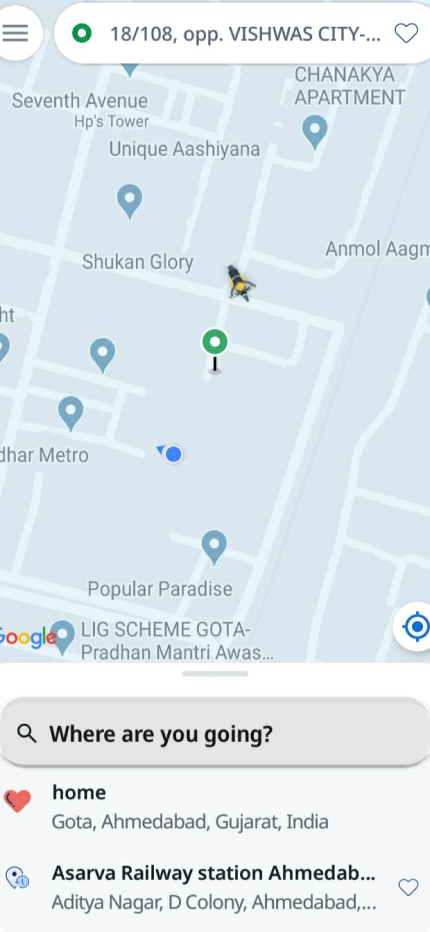 18/108, opp. VISHWAS CITY-...
CHANAKYA
APARTMENT
Seventh Avenue
Hp's Tower
Unique Aashiyana
Anmol Aagm
Shukan Glory
ht
dhar Metro
Popular Paradise
Google
LIG SCHEME GOTA-
Pradhan Mantri Awas...
Where are you going?
home
Gota, Ahmedabad, Gujarat, India
Asarva Railway station Ahmedab...
Aditya Nagar, D Colony, Ahmedabad,...